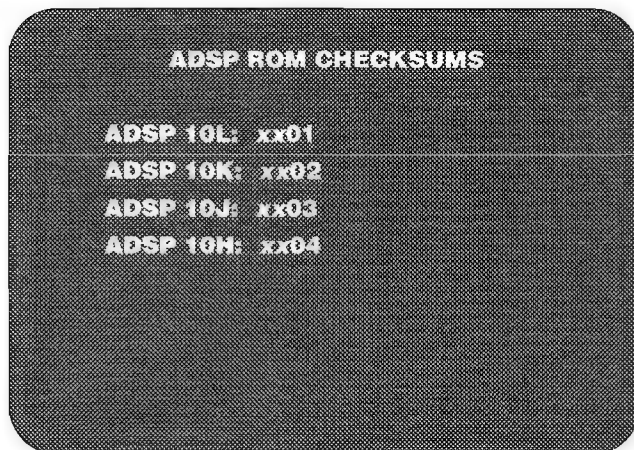 ADSP ROM CHECKSUMS
ADSP 10L: xx01
ADSP 10K: xx02
ADSP 10J: xx03
ADSP 10H: xx04